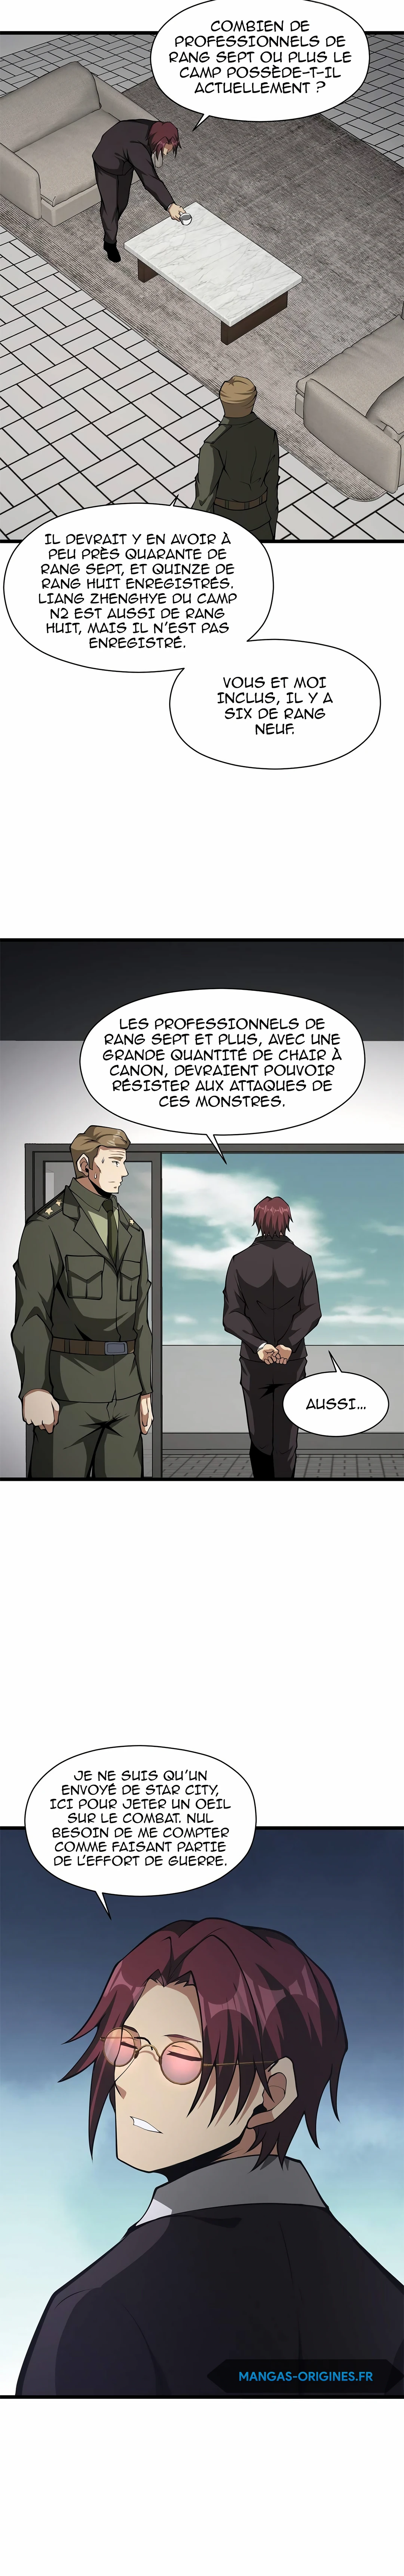 COMBIEN DE
PROFESSIONNELS DE
RANG SEPT OU PLUS LE
CAMP POSSÈDE-T-IL
ACTUELLEMENT ?
IL DEVRAIT Y EN AVOIR À
PEU PRÈS QUARANTE DE
RANG SEPT, ET QUINZE DE
RANG HUIT ENREGISTRÉS.
LIANG ZHENGHYE DU CAMP
N2 EST AUSSI DE RANG
HUIT, MAIS IL N'EST PAS
ENREGISTRÉ.
VOUS ET MOI
INCLUS, IL Y A
SIX DE RANG
NEUF.
LES PROFESSIONNELS DE
RANG SEPT ET PLUS, AVEC UNE
GRANDE QUANTITÉ DE CHAIR À
CANON, DEVRAIENT POUVOIR
RÉSISTER AUX ATTAQUES DE
CES MONSTRES.
AUSSI...
JE NE SUIS QU'UN
ENVOYÉ DE STAR CITY,
ICI POUR JETER UN OEIL
SUR LE COMBAT. NUL
BESOIN DE ME COMPTER
COMME FAISANT PARTIE
DE L'EFFORT DE GUERRE.
MANGAS-ORIGINES.FR